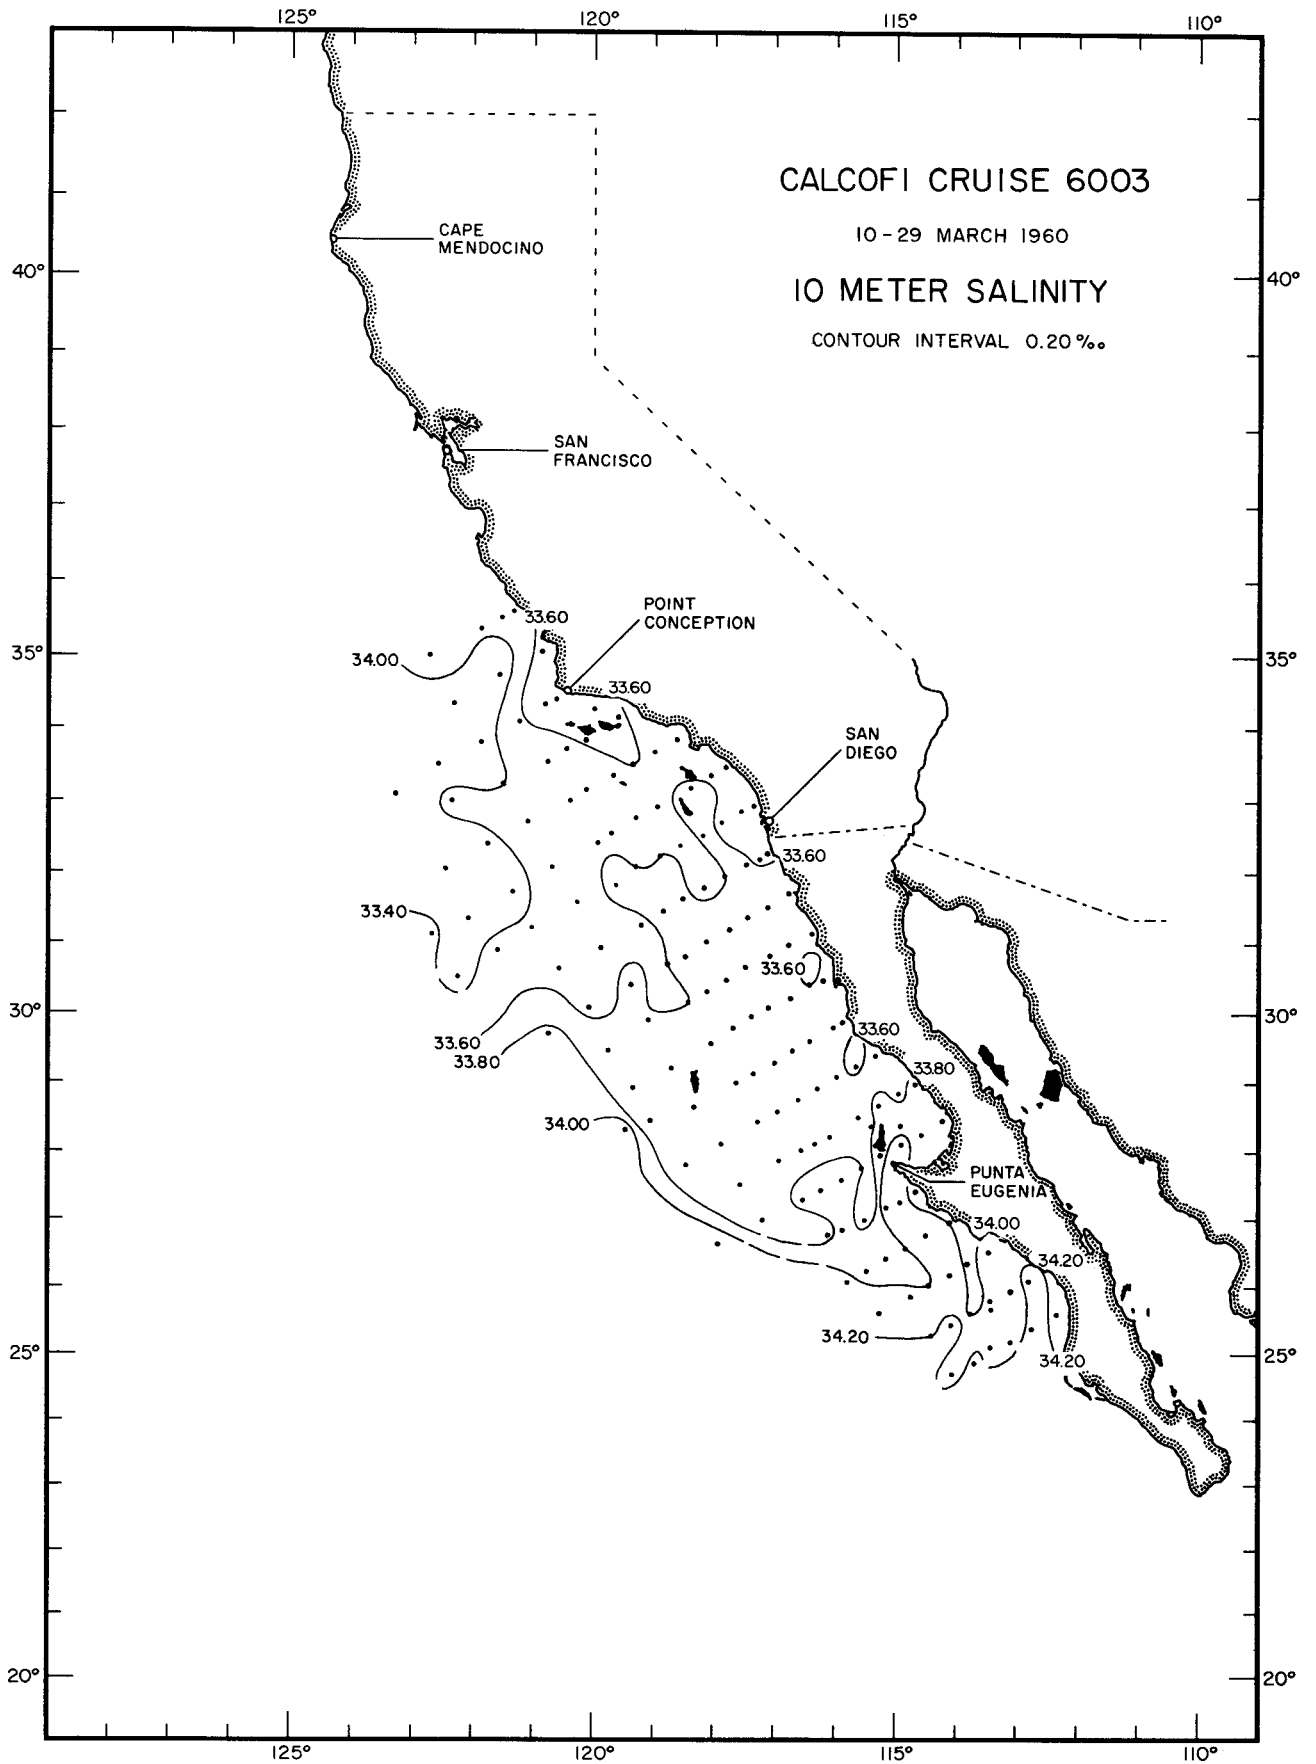 125°
120°
115°
110°
CALCOFI CRUISE 6003
10-29 MARCH 1960
10 METER SALINITY
CONTOUR INTERVAL 0.20‰
CAPE
MENDOCINO
40°
40°
SAN
FRANCISCO
POINT
CONCEPTION
33.60
35°
34.00
35°
33.60
SAN
DIEGO
33.60
33.40
33.60
30°
30°
33.60
33.60
33.80
33.80
34.00
PUNTA
EUGENIA
34.00
34.20
34.20
25°
34.20
25°
20°
20°
125°
120°
115°
110°